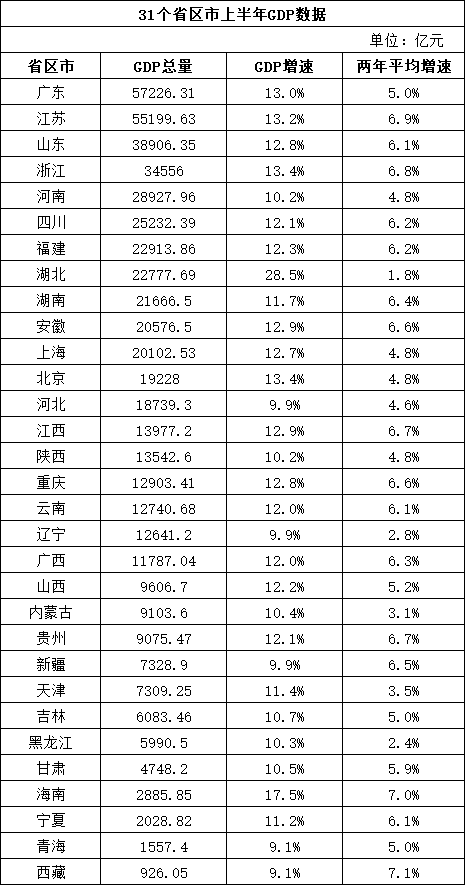 31个省区市上半年GDP数据
单位：亿元
省区市 GDP总量 GDP增速 两年平均增速
广东 57226.31 13.0% 5.0%
江苏 55199.63 13.2% 6.9%
山东 38906.35 12.8% 6.1%
浙江 34556 13.4% 6.8%
河南 28927.96 10.2% 4.8%
四川 25232.39 12.1% 6.2%
福建 22913.86 12.3% 6.2%
湖北 22777.69 28.5% 1.8%
湖南 21666.5 11.7% 6.4%
安徽 20576.5 12.9% 6.6%
上海 20102.53 12.7% 4.8%
北京 19228 13.4% 4.8%
河北 18739.3 9.9% 4.6%
江西 13977.2 12.9% 6.7%
陕西 13542.6 10.2% 4.8%
重庆 12903.41 12.8% 6.6%
云南 12740.68 12.0% 6.1%
辽宁 12641.2 9.9% 2.8%
广西 11787.04 12.0% 6.3%
山西 9606.7 12.2% 5.2%
内蒙古 9103.6 10.4% 3.1%
贵州 9075.47 12.1% 6.7%
新疆 7328.9 9.9% 6.5%
天津 7309.25 11.4% 3.5%
吉林 6083.46 10.7% 5.0%
黑龙江 5990.5 10.3% 2.4%
甘肃 4748.2 10.5% 5.9%
海南 2885.85 17.5% 7.0%
宁夏 2028.82 11.2% 6.1%
青海 1557.4 9.1% 5.0%
西藏 926.05 9.1% 7.1%